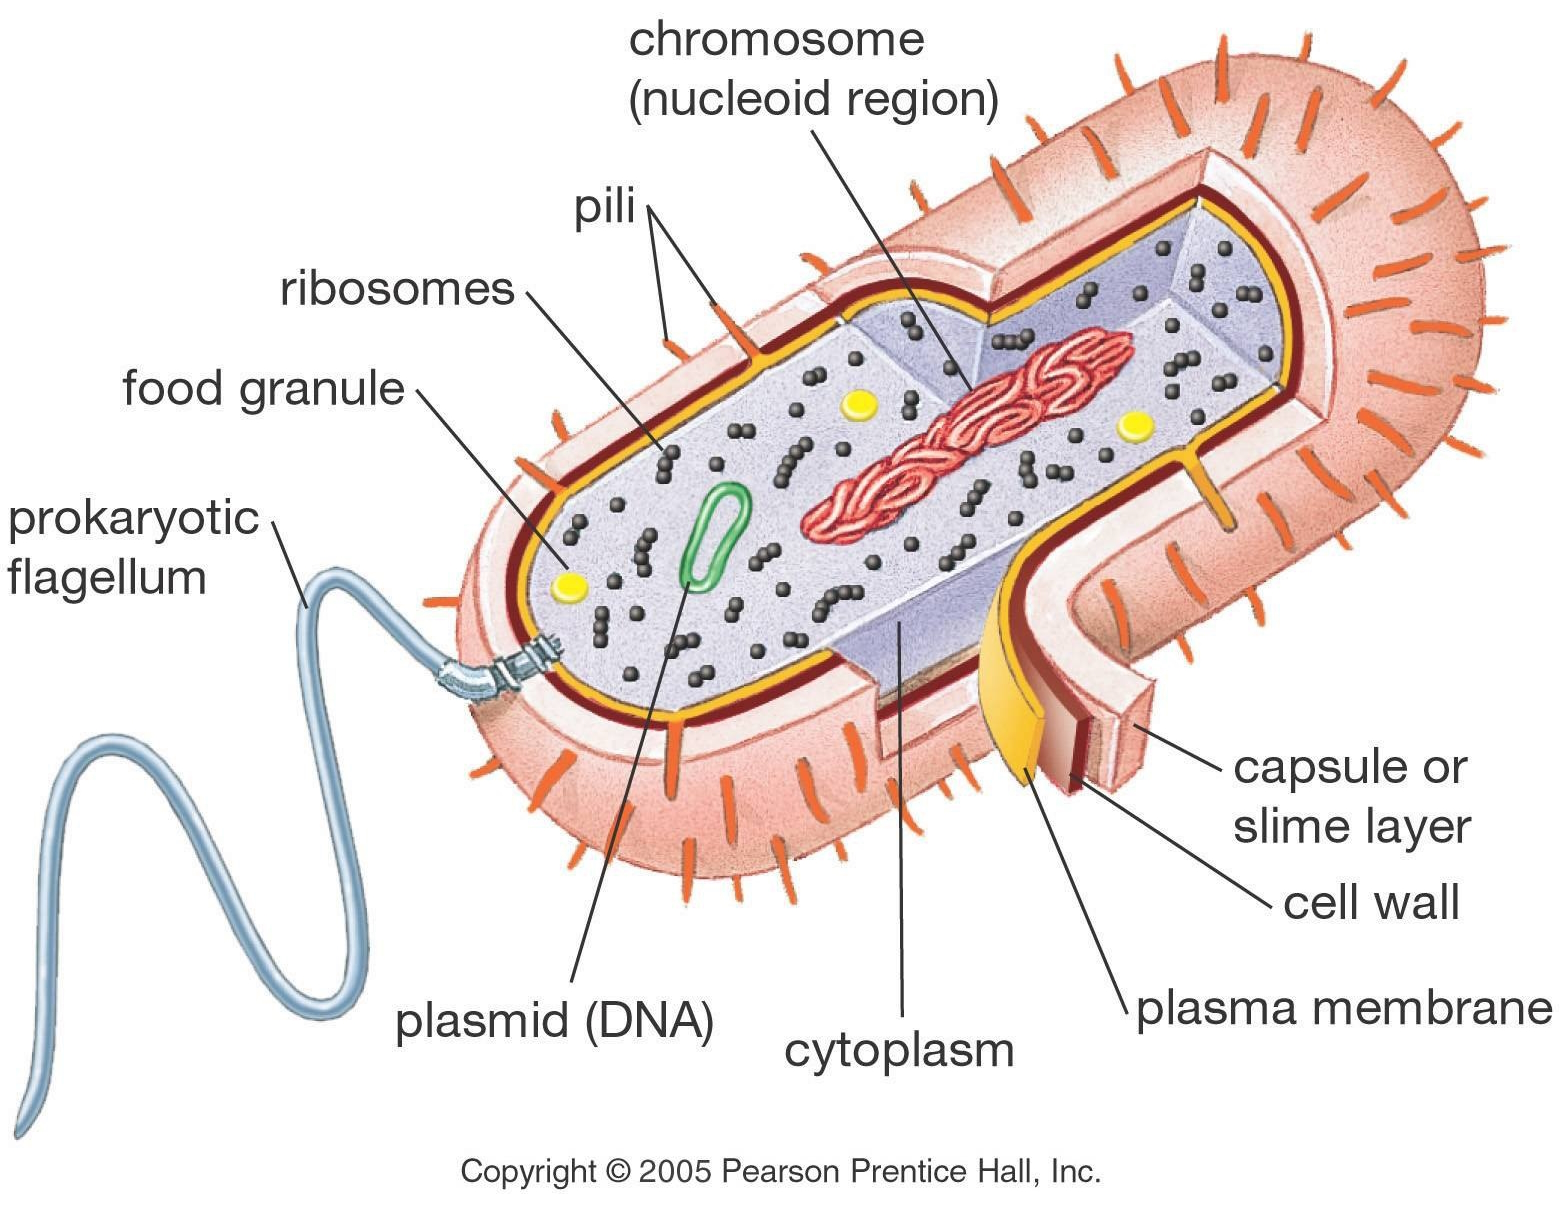 chromosome
(nucleoid region)
pili
ribosomes
food granule
prokaryotic
flagellum
capsule or
slime layer
cell wall
plasma membrane
plasmid (DNA)
cytoplasm
Copyright © 2005 Pearson Prentice Hall, Inc.